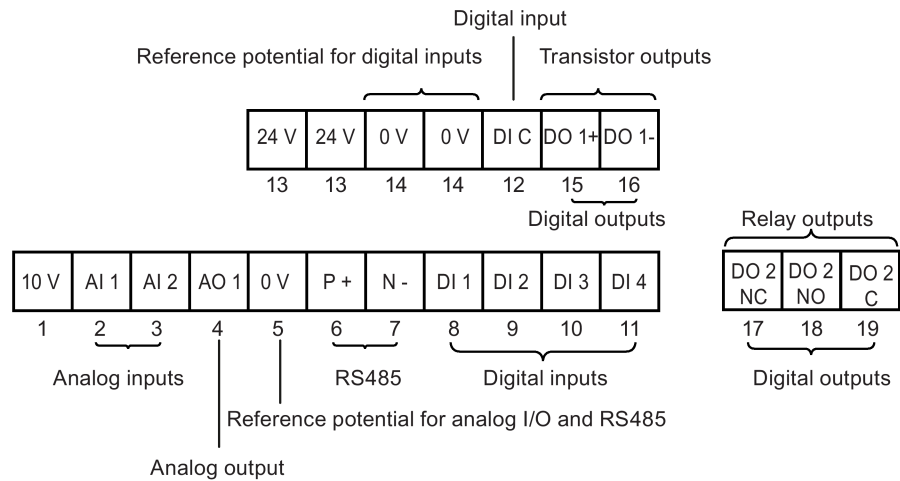 Digital input
Reference potential for digital inputs
Transistor outputs
24 V 24 V 0 V 0 V DI C DO 1+ DO 1-
13 13 14 14 12 15 16
Digital outputs
Relay outputs
10 V AI 1 AI 2 AO 1 0 V P + N - DI 1 DI 2 DI 3 DI 4
DO 2 NC DO 2 NO DO 2 C
1 2 3 4 5 6 7 8 9 10 11 17 18 19
Analog inputs RS485 Digital inputs Digital outputs
Reference potential for analog I/O and RS485
Analog output